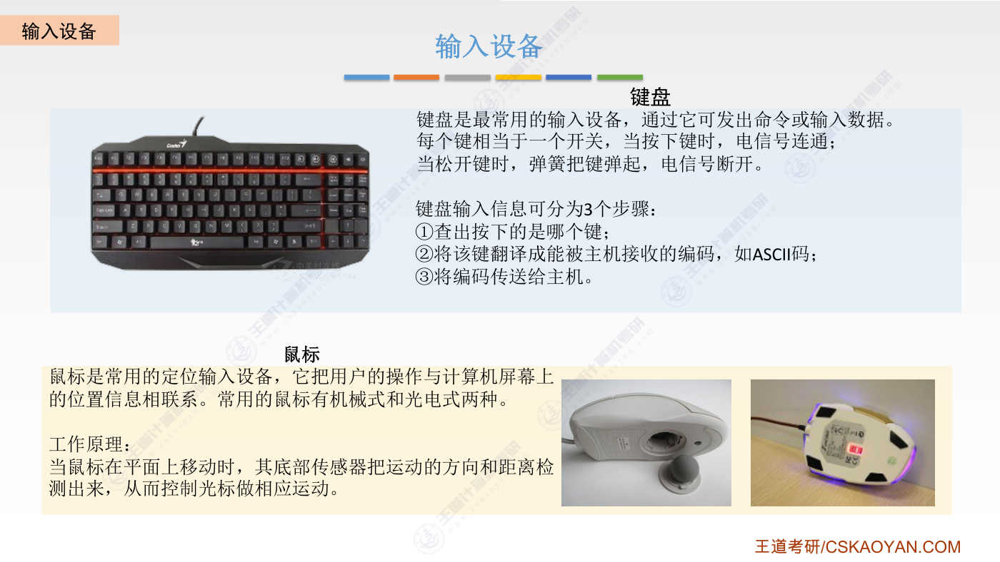 输入设备
输入设备
键盘
键盘是最常用的输入设备，通过它可发出命令或输入数据。
每个键相当于一个开关，当按下键时，电信号连通；
当松开键时，弹簧把键弹起，电信号断开。
键盘输入信息可分为3个步骤：
①查出按下的是哪个键；
②将该键翻译成能被主机接收的编码，如ASCII码；
③将编码传送给主机。
鼠标
鼠标是常用的定位输入设备，它把用户的操作与计算机屏幕上
的位置信息相联系。常用的鼠标有机械式和光电式两种。
工作原理：
当鼠标在平面上移动时，其底部传感器把运动的方向和距离检
测出来，从而控制光标做相应运动。
王道考研/CSKAOYAN.COM